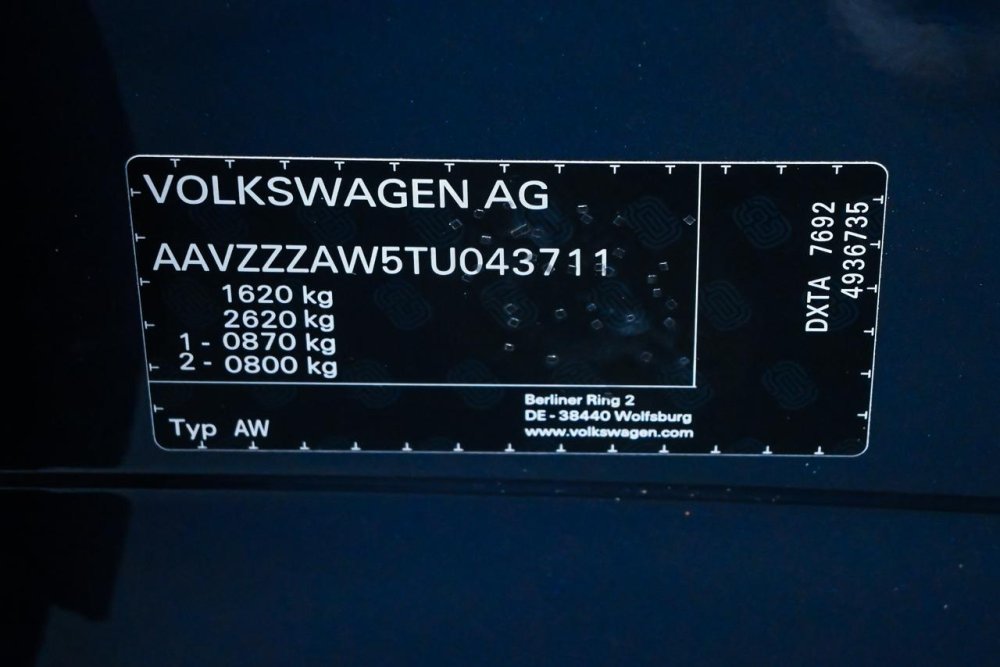 VOLKSWAGEN AG
AAVZZZAW5TU043711
1620 kg
2620 kg
1 - 0870 kg
2 - 0800 kg
Typ AW
Berliner Ring 2
DE - 38440 Wolfsburg
www.volkswagen.com
DXTA 7692
4936735